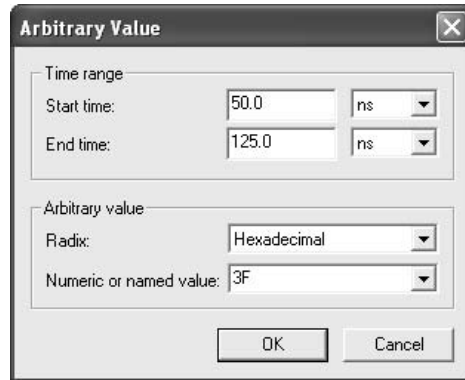 Arbitrary Value
Time range
Start time: 50.0 ns
End time: 125.0 ns
Arbitrary value
Radix: Hexadecimal
Numeric or named value: 3F
OK Cancel